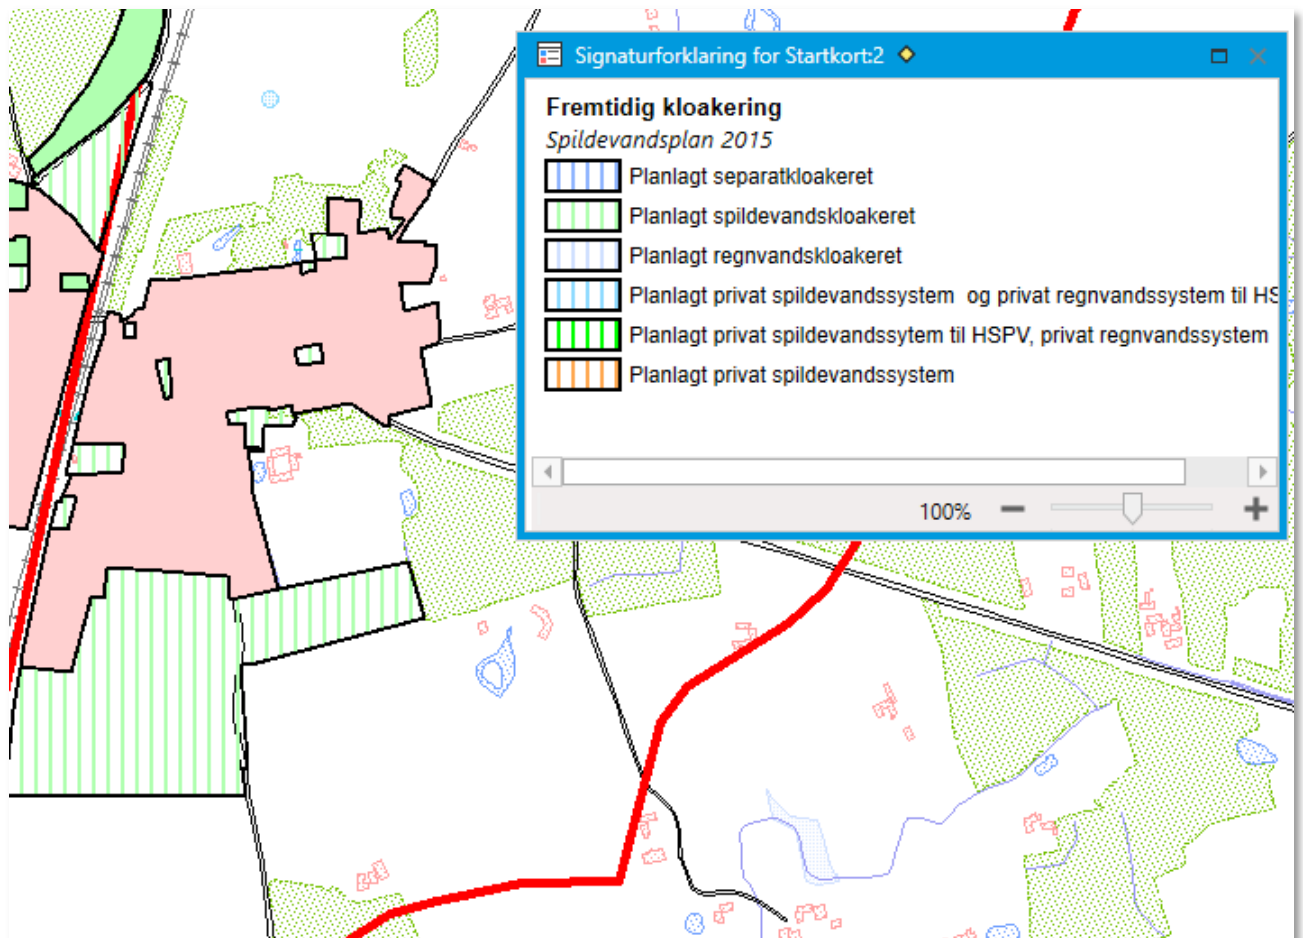 Signaturforklaring for Startkort:2
Fremtidig kloakering
Spildevandsplan 2015
Planlagt separatkloakeret
Planlagt spildevandskloakeret
Planlagt regnvandskloakeret
Planlagt privat spildevandssystem og privat regnvandssystem til HS
Planlagt privat spildevandssytem til HSPV, privat regnvandssystem
Planlagt privat spildevandssystem
100%